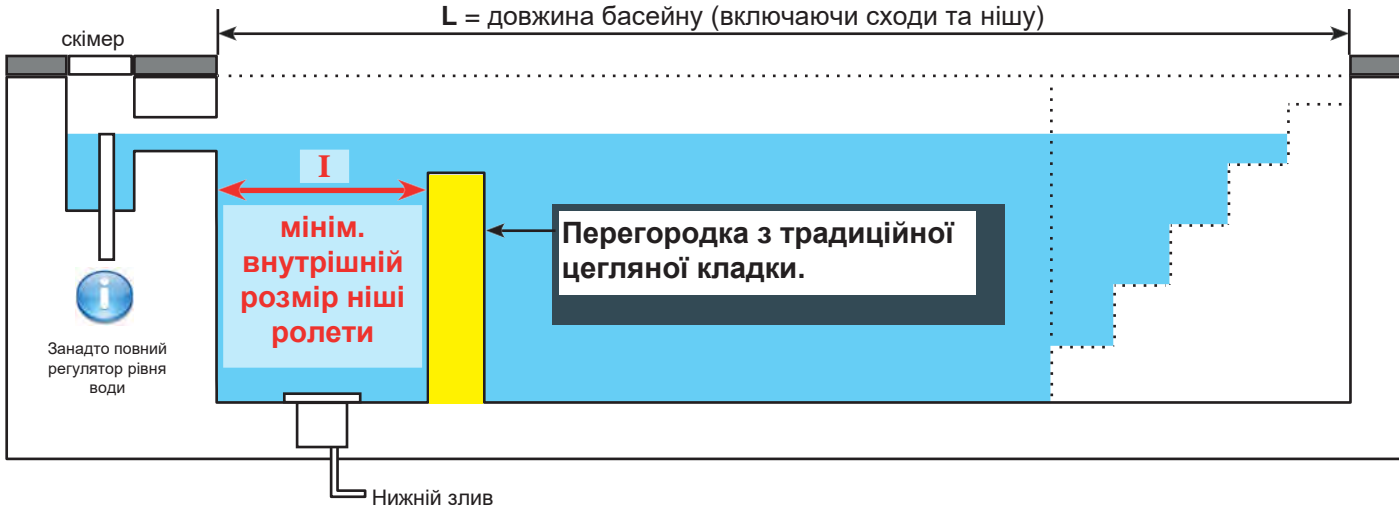 L = довжина басейну (включаючи сходи та нішу)
скімер
I
мінім.
внутрішній
розмір ніші
ролети
Перегородка з традиційної
цегляної кладки.
Занадто повний
регулятор рівня
води
Нижній злив